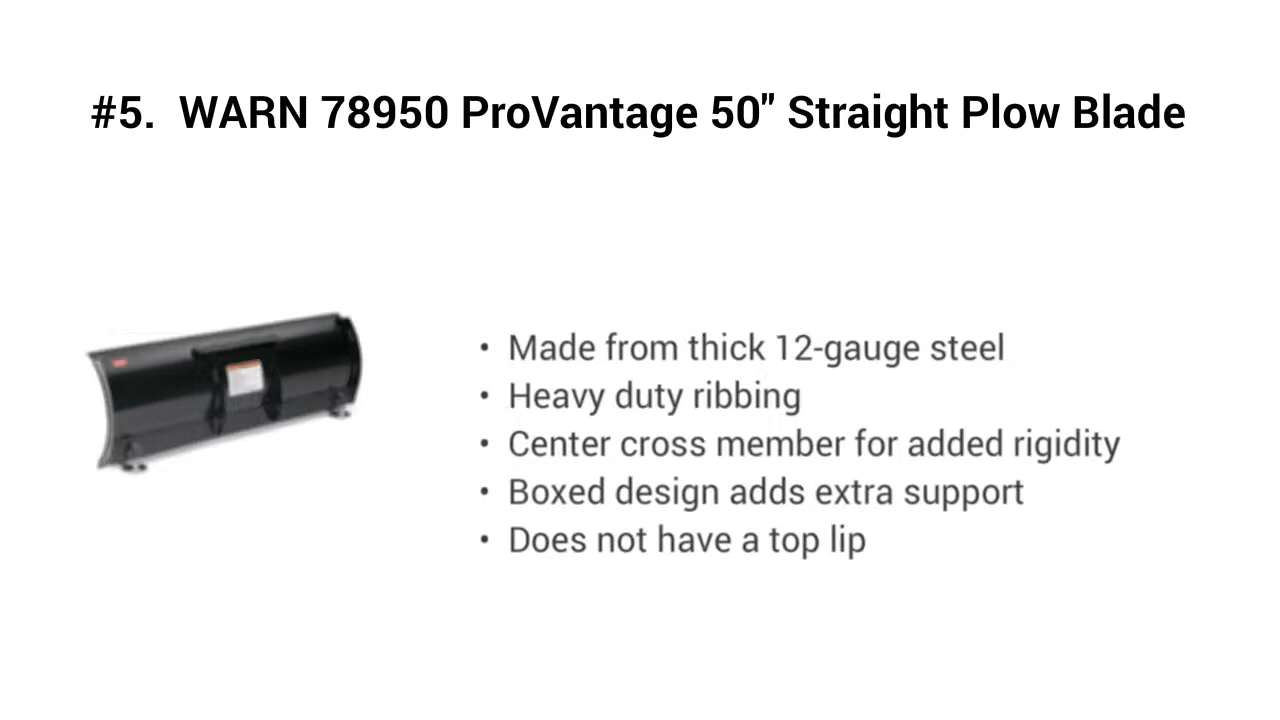 #5. WARN 78950 ProVantage 50" Straight Plow Blade
• Made from thick 12-gauge steel
• Heavy duty ribbing
• Center cross member for added rigidity
• Boxed design adds extra support
• Does not have a top lip